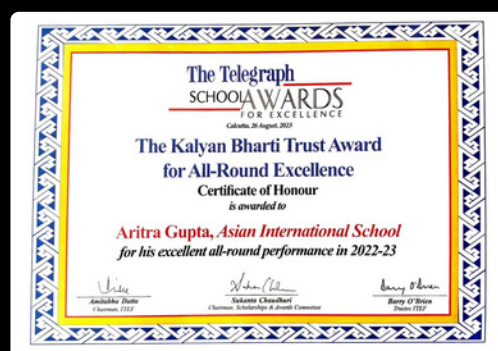 The Telegraph
SCHOOL AWARDS
FOR EXCELLENCE
Calcutta, 26 August, 2023
The Kalyan Bharti Trust Award
for All-Round Excellence
Certificate of Honour
is awarded to
Aritra Gupta, Asian International School
for his excellent all-round performance in 2022-23
Amitabha Datta
Chairman, TTEF
Sukanta Chaudhuri
Chairman, Scholarships & Awards Committee
Barry O'Brien
Trustee TTEF